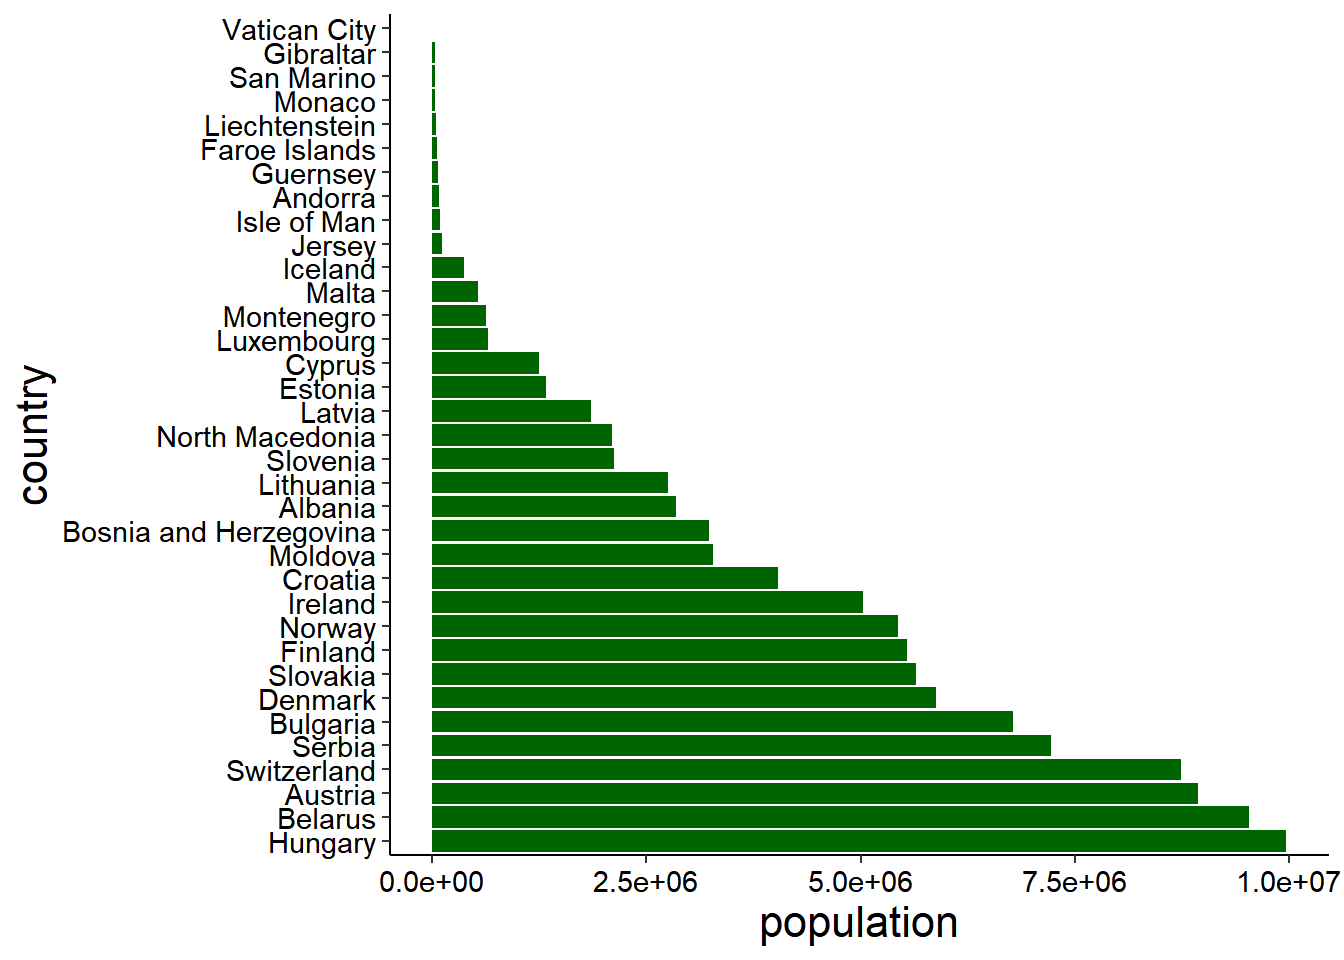 Vatican City
Gibraltar
San Marino
Monaco
Liechtenstein
Faroe Islands
Guernsey
Andorra
Isle of Man
Jersey
Iceland
Malta
Montenegro
Luxembourg
Cyprus
Estonia
Latvia
North Macedonia
Slovenia
Lithuania
Albania
Bosnia and Herzegovina
Moldova
Croatia
Ireland
Norway
Finland
Slovakia
Denmark
Bulgaria
Serbia
Switzerland
Austria
Belarus
Hungary
country
0.0e+00 2.5e+06 5.0e+06 7.5e+06 1.0e+07
population